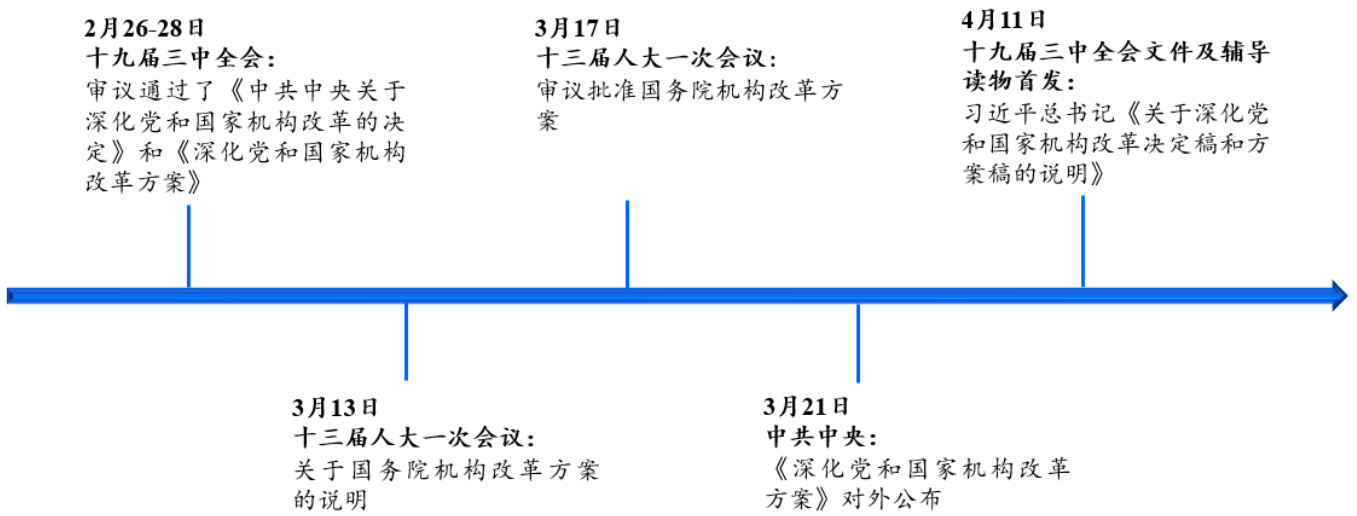 2月26-28日
十九届三中全会：
审议通过了《中共中央关于
深化党和国家机构改革的决
定》和《深化党和国家机构
改革方案》
3月13日
十三届人大一次会议：
关于国务院机构改革方案
的说明
3月17日
十三届人大一次会议：
审议批准国务院机构改革方
案
3月21日
中共中央：
《深化党和国家机构改革
方案》对外公布
4月11日
十九届三中全会文件及辅导
读物首发：
习近平总书记《关于深化党
和国家机构改革决定稿和方
案稿的说明》